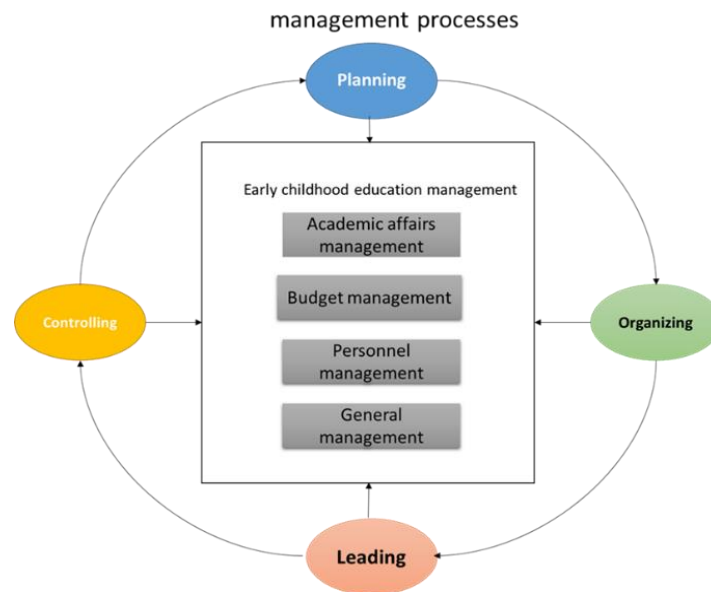 management processes
Planning
Early childhood education management
Academic affairs
management
Budget management
Controlling
Organizing
Personnel
management
General
management
Leading